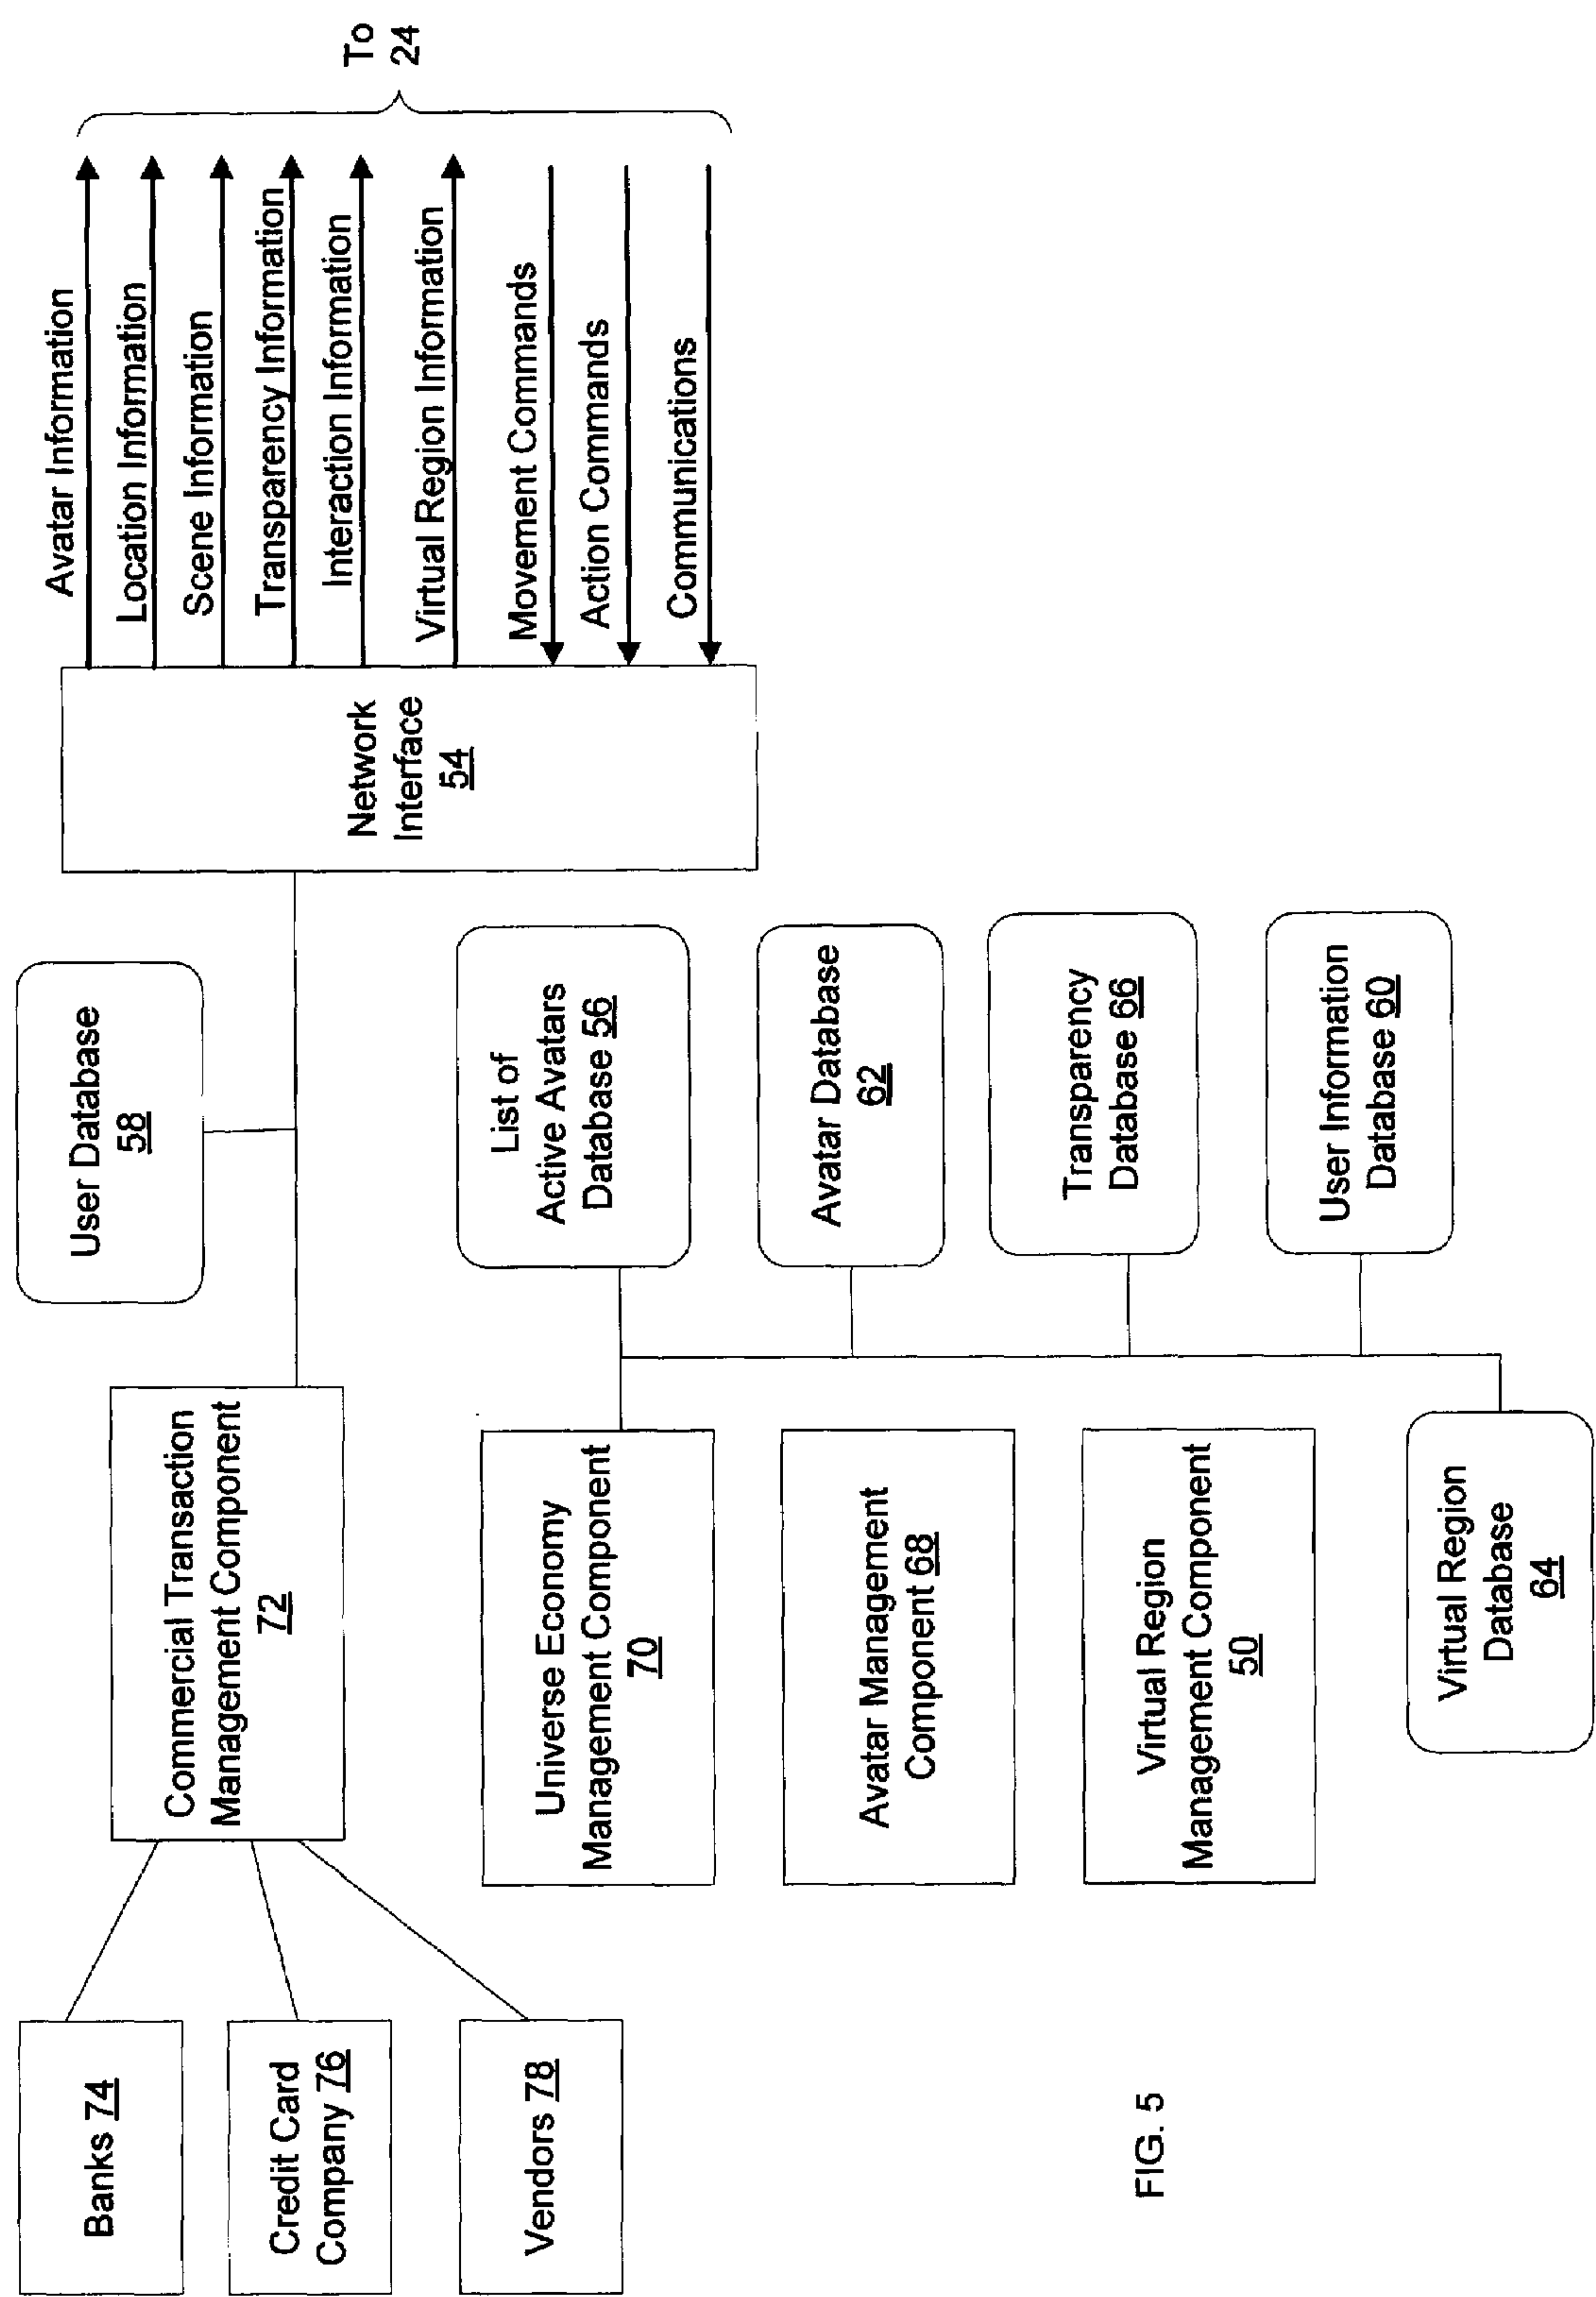 Banks 74
Credit Card
Company 76
Vendors 78
Commercial Transaction
Management Component
72
User Database
58
Network
Interface
54
Avatar Information
Location Information
Scene Information
Transparency Information
Interaction Information
Virtual Region Information
Movement Commands
Action Commands
Communications
To
24
Universe Economy
Management Component
70
List of
Active Avatars
Database 56
Avatar Management
Component 68
Avatar Database
62
Virtual Region
Management Component
50
Transparency
Database 66
User Information
Database 60
Virtual Region
Database
64
FIG. 5